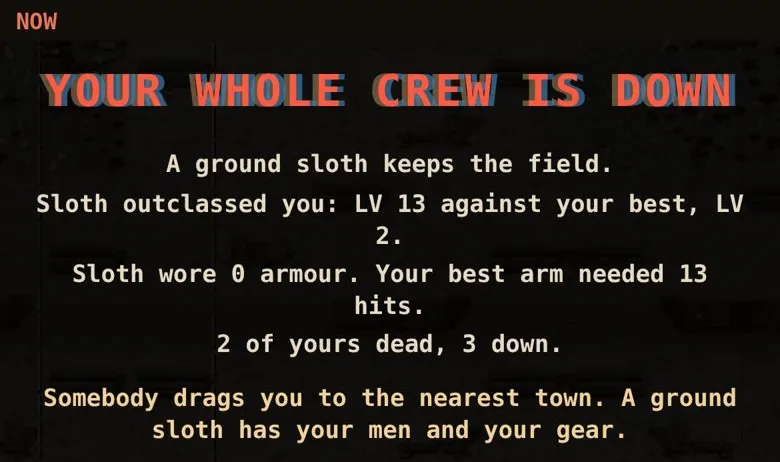 NOW
YOUR WHOLE CREW IS DOWN
A ground sloth keeps the field.
Sloth outclassed you: LV 13 against your best, LV
2.
Sloth wore 0 armour. Your best arm needed 13
hits.
2 of yours dead, 3 down.
Somebody drags you to the nearest town. A ground
sloth has your men and your gear.